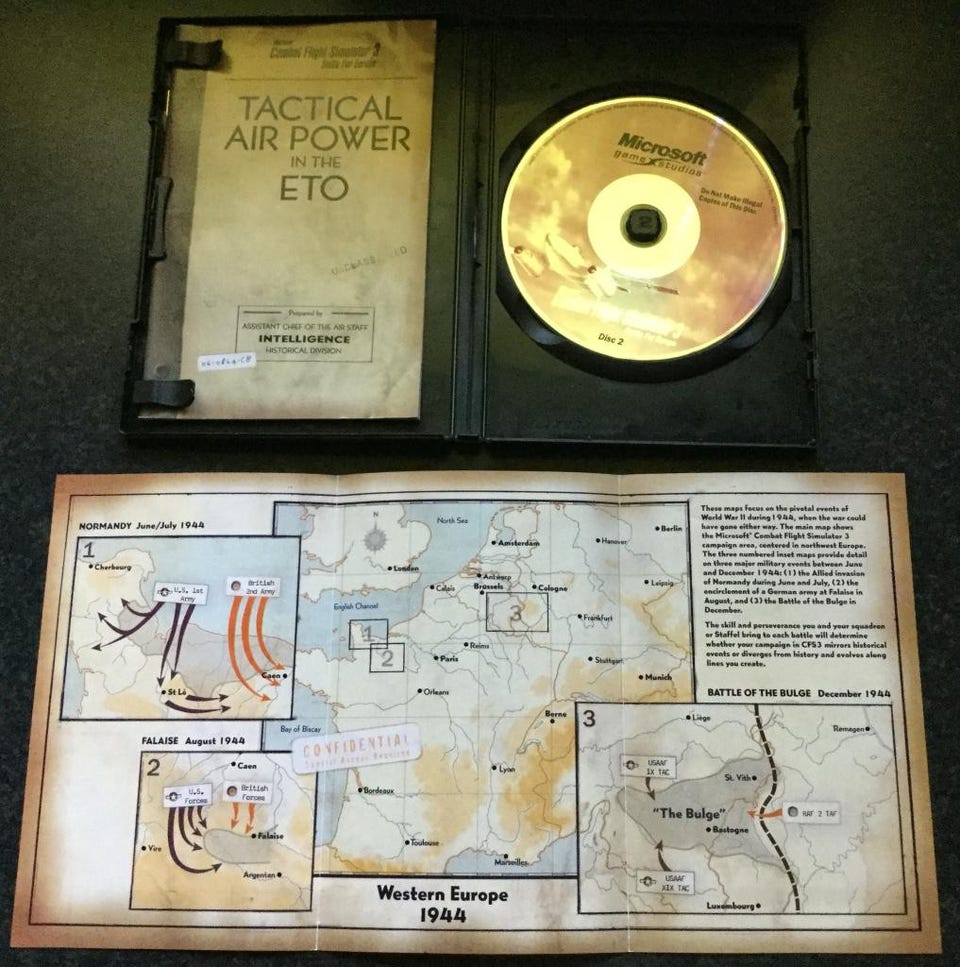 Microsoft
Combat Flight Simulator 3
Battle For Europe
TACTICAL
AIR POWER
IN THE
ETO
Prepared by
ASSISTANT CHIEF OF THE AIR STAFF
INTELLIGENCE
HISTORICAL DIVISION
Microsoft
game studios
Do Not Make Illegal
Copies of This Disc
Disc 2
NORMANDY June/July 1944
1
Cherbourg
U.S. 1st
Army
British
2nd Army
Caen
St Lô
FALAISE August 1944
2
Caen
U.S.
Forces
British
Forces
Falaise
Vire
Argentan
N
North Sea
Berlin
Amsterdam
Hanover
London
Antwerp
Calais
Brüssels
Cologne
Leipzig
English Channel
1
2
3
Frankfurt
Reims
Paris
Stuttgart
Munich
Orleans
Berne
Bay of Biscay
CONFIDENTIAL
Special Access Required
Lyon
Bordeaux
Toulouse
Marseilles
Western Europe
1944
These maps focus on the pivotal events of
World War II during 1944, when the war could
have gone either way. The main map shows
the Microsoft® Combat Flight Simulator 3
campaign area, centered in northwest Europe.
The three numbered inset maps provide detail
on three major military events between June
and December 1944: (1) the Allied invasion
of Normandy during June and July, (2) the
encirclement of a German army at Falaise in
August, and (3) the Battle of the Bulge in
December.
The skill and perseverance you and your squadron
or Staffel bring to each battle will determine
whether your campaign in CFS3 mirrors historical
events or diverges from history and evolves along
lines you create.
BATTLE OF THE BULGE December 1944
3
Liège
Remagen
USAAF
IX TAC
St. Vith
"The Bulge"
RAF 2 TAF
Bastogne
USAAF
XIX TAC
Luxembourg